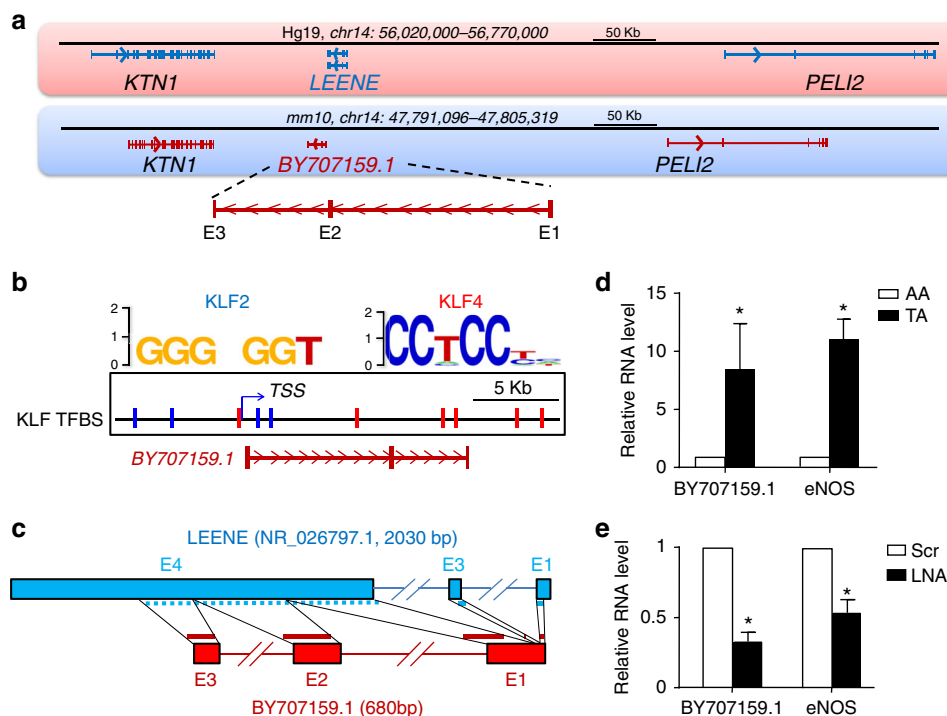 a
Hg19, chr14: 56,020,000–56,770,000
50 Kb
KTN1
LEENE
PELI2
mm10, chr14: 47,791,096–47,805,319
50 Kb
KTN1
BY707159.1
PELI2
E3
E2
E1
b
KLF2
KLF4
2
1
0
GGG GGT
2
1
0
CCTCCT
TSS
5 Kb
KLF TFBS
BY707159.1
c
LEENE (NR_026797.1, 2030 bp)
E4
E3
E1
E3
E2
E1
BY707159.1 (680bp)
d
Relative RNA level
15
10
5
0
*
*
AA
TA
BY707159.1
eNOS
e
Relative RNA level
1
0.5
0
*
*
Scr
LNA
BY707159.1
eNOS